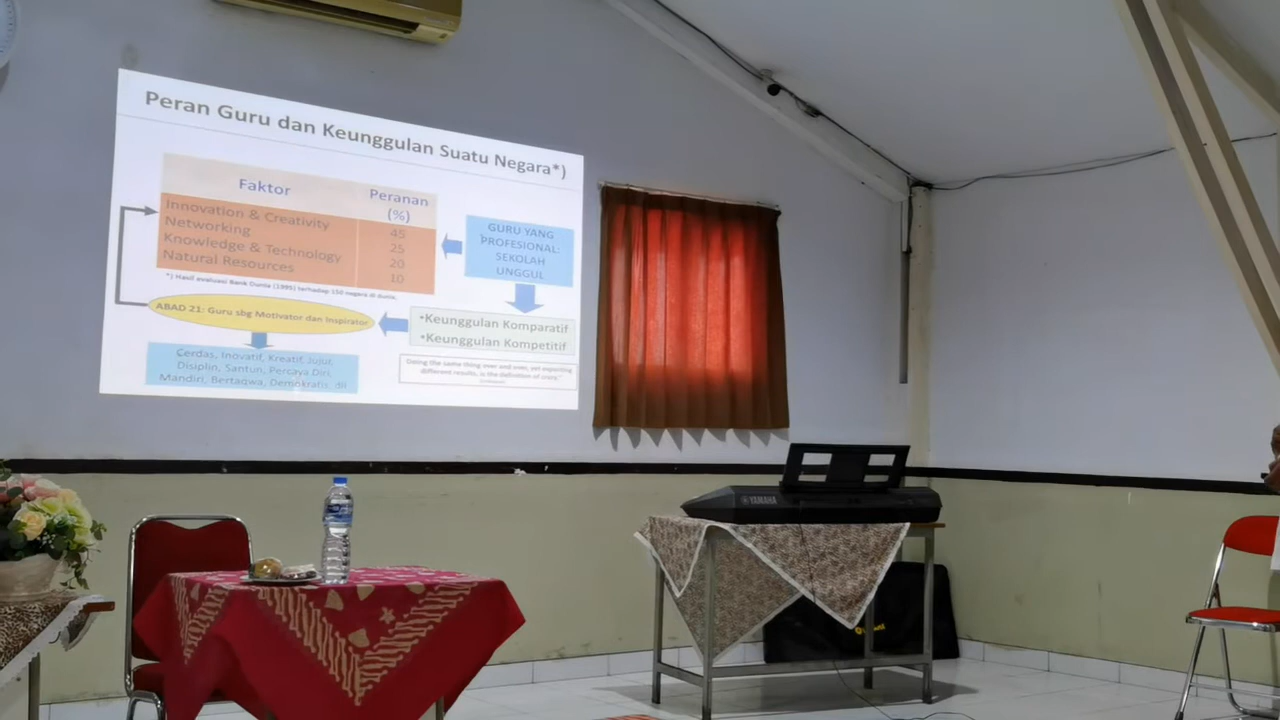 Peran Guru dan Keunggulan Suatu Negara*)
Faktor Peranan (%)
Innovation & Creativity 45
Networking 25
Knowledge & Technology 20
Natural Resources 10
*) Hasil evaluasi Bank Dunia (1995) terhadap 150 negara di dunia.
GURU YANG
PROFESIONAL:
SEKOLAH
UNGGUL
•Keunggulan Komparatif
•Keunggulan Kompetitif
ABAD 21: Guru sbg Motivator dan Inspirator
Cerdas, Inovatif, Kreatif, Jujur,
Disiplin, Santun, Percaya Diri,
Mandiri, Bertaqwa, Demokratis, dll
Doing the same thing over and over, yet expecting
different results, is the definition of crazy."
YAMAHA